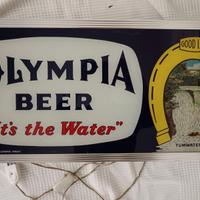 OLYMPIA
BEER
"It's the Water"
GOOD L
TUMWATER